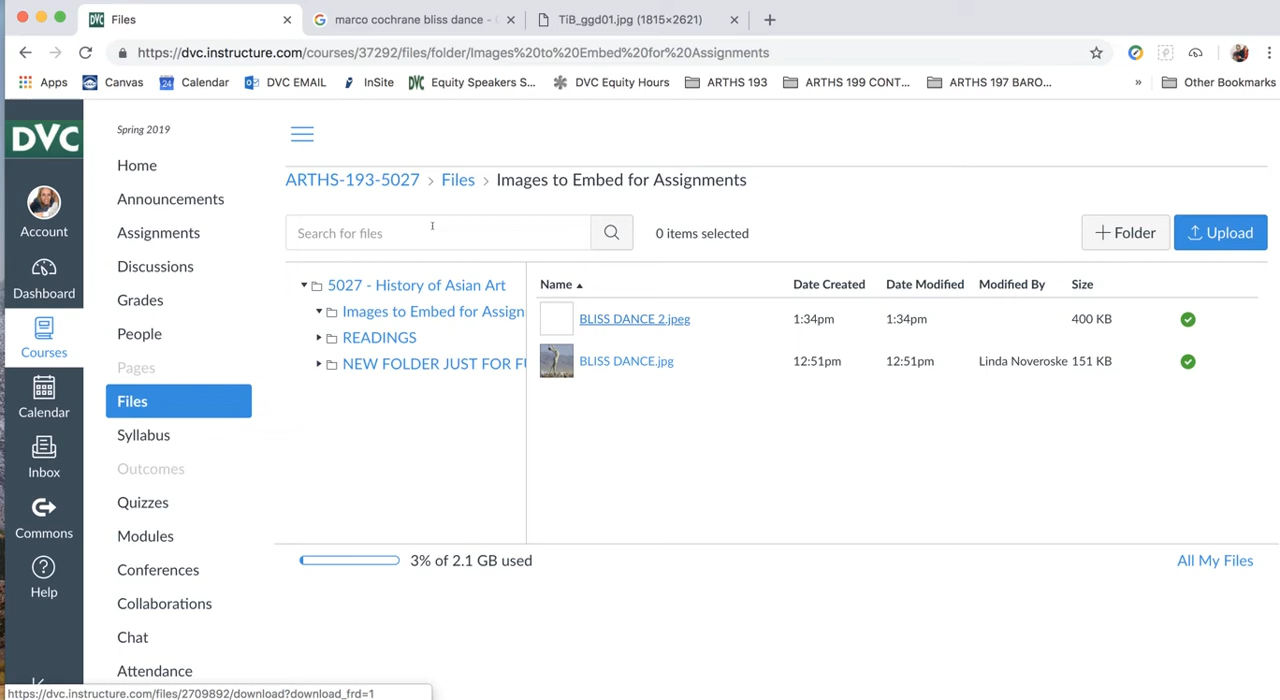 Files
marco cochrane bliss dance -
TiB_ggd01.jpg (1815×2621)
https://dvc.instructure.com/courses/37292/files/folder/Images%20to%20Embed%20for%20Assignments
Apps
Canvas
Calendar
DVC EMAIL
InSite
Equity Speakers S...
DVC Equity Hours
ARTHS 193
ARTHS 199 CONT...
ARTHS 197 BARO...
»
Other Bookmarks
DVC
Account
Dashboard
Courses
Calendar
Inbox
Commons
Help
Spring 2019
Home
Announcements
Assignments
Discussions
Grades
People
Pages
Files
Syllabus
Outcomes
Quizzes
Modules
Conferences
Collaborations
Chat
Attendance
ARTHS-193-5027 > Files > Images to Embed for Assignments
Search for files
0 items selected
+ Folder
Upload
5027 - History of Asian Art
Images to Embed for Assign
READINGS
NEW FOLDER JUST FOR FU
Name Date Created Date Modified Modified By Size
BLISS DANCE 2.jpeg 1:34pm 1:34pm 400 KB
BLISS DANCE.jpg 12:51pm 12:51pm Linda Noveroske 151 KB
3% of 2.1 GB used
All My Files
https://dvc.instructure.com/files/2709892/download?download_frd=1